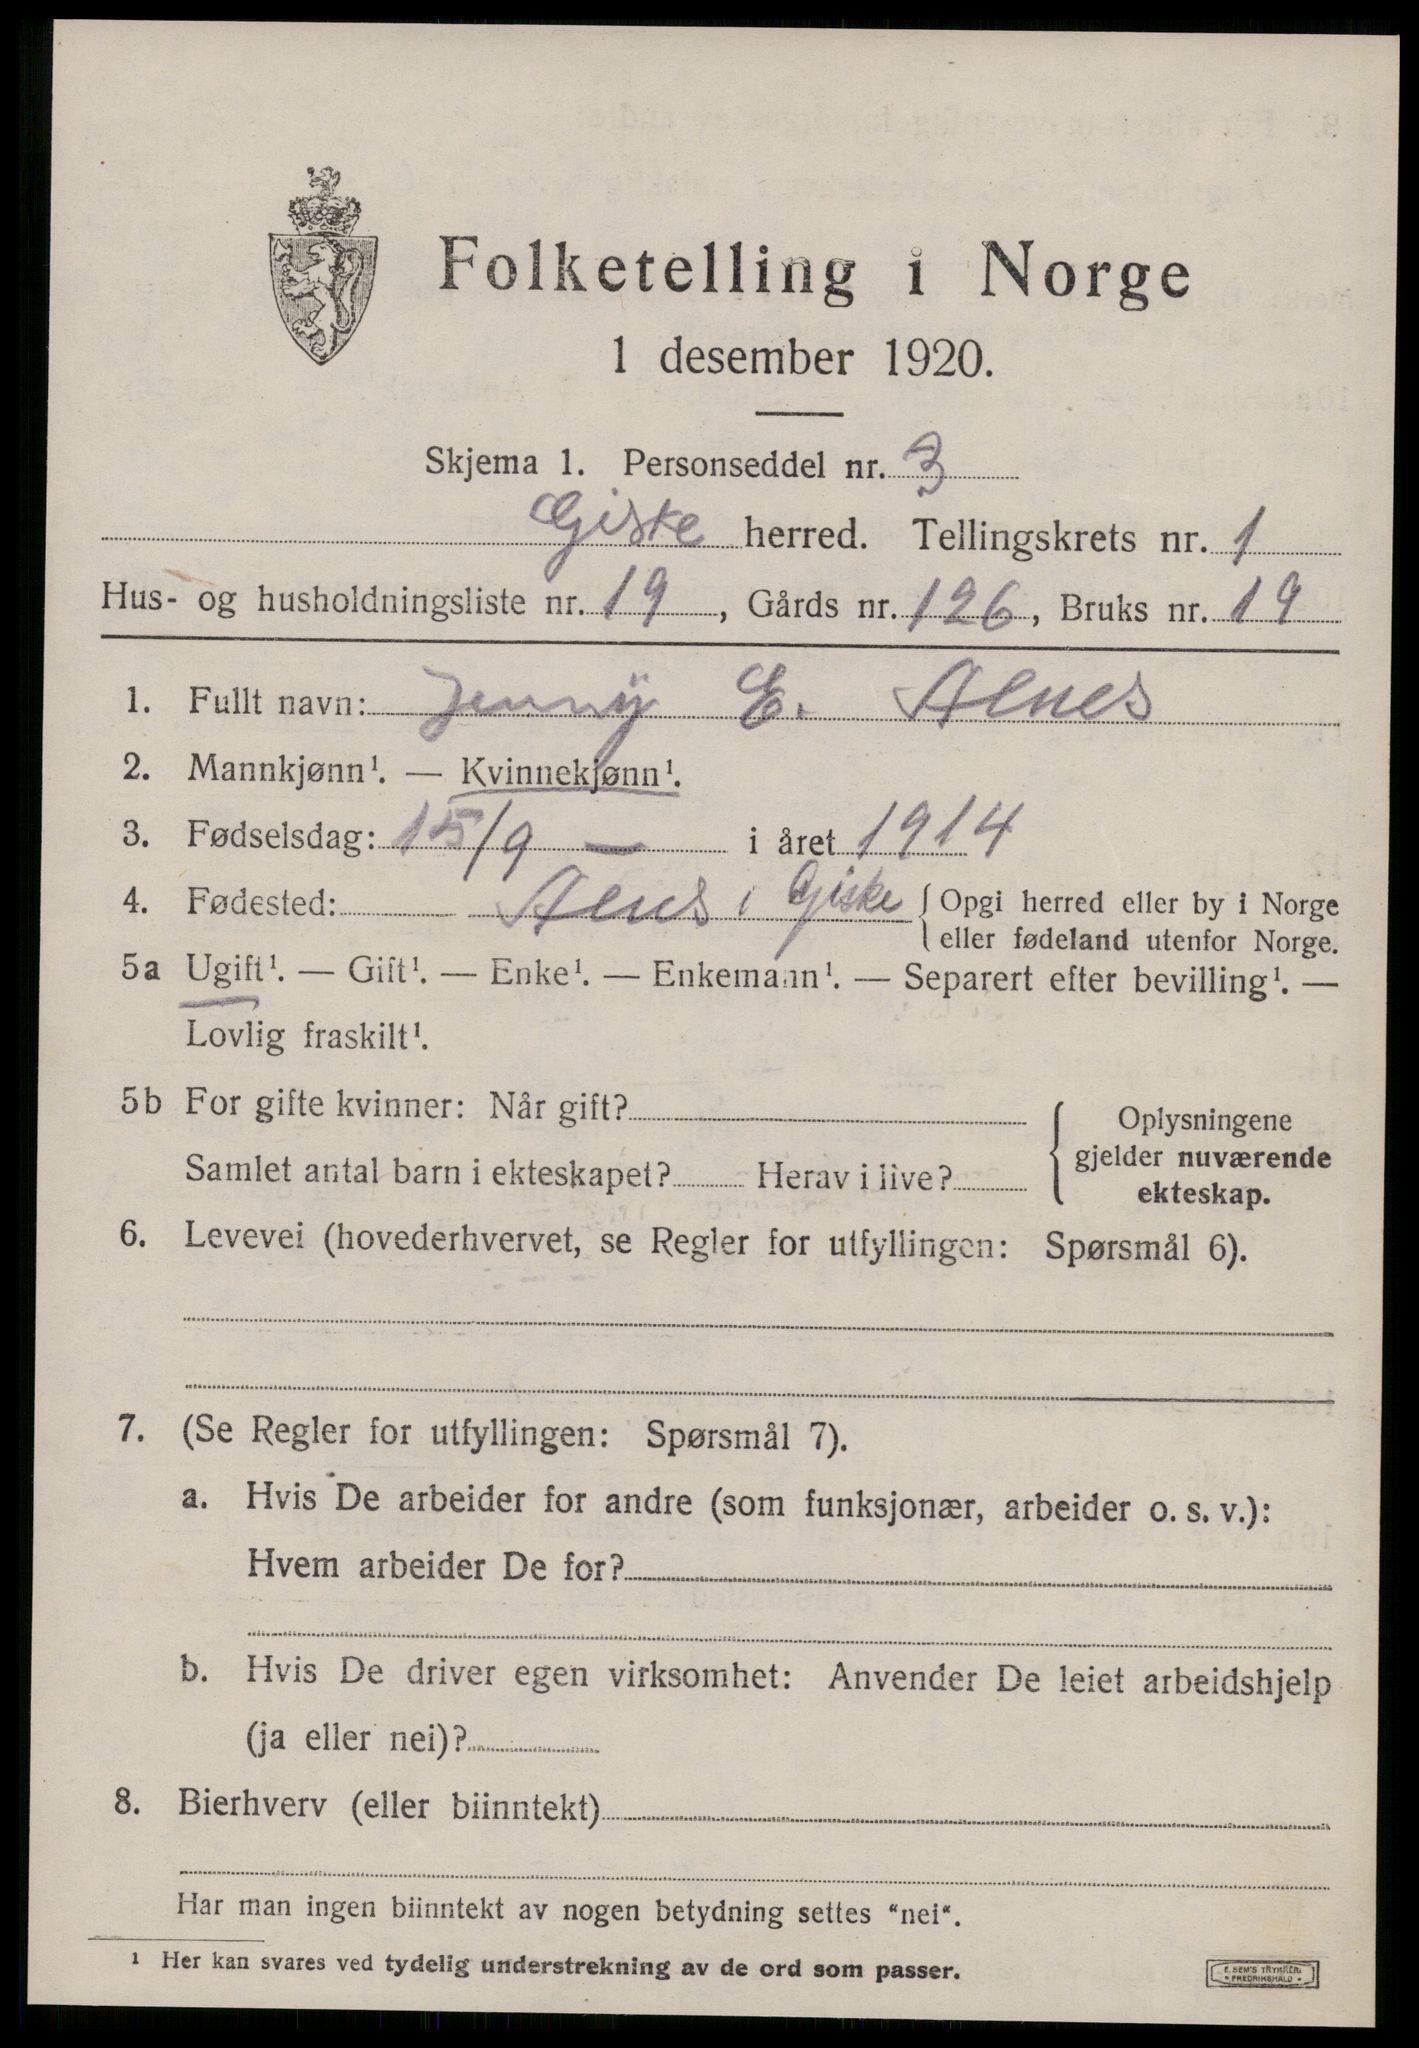 Folketelling i Norge
1 desember 1920.
Skjema 1. Personseddel nr. 3
Giske herred. Tellingskrets nr. 1
Hus- og husholdningsliste nr. 19, Gårds nr. 126, Bruks nr. 19
1. Fullt navn: Jenny E. Alnes
2. Mannkjønn¹. — Kvinnekjønn¹.
3. Fødselsdag: 15/9 — i året 1914
4. Fødested: Alnes i Giske { Opgi herred eller by i Norge
eller fødeland utenfor Norge.
5a Ugift¹. — Gift¹. — Enke¹. — Enkemann¹. — Separert efter bevilling¹. —
Lovlig fraskilt¹.
5b For gifte kvinner: Når gift?
Samlet antal barn i ekteskapet? Herav i live?
Oplysningene
gjelder nuværende
ekteskap.
6. Levevei (hovederhvervet, se Regler for utfyllingen: Spørsmål 6).
7. (Se Regler for utfyllingen: Spørsmål 7).
a. Hvis De arbeider for andre (som funksjonær, arbeider o. s. v.):
Hvem arbeider De for?
b. Hvis De driver egen virksomhet: Anvender De leiet arbeidshjelp
(ja eller nei)?
8. Bierhverv (eller biinntekt)
Har man ingen biinntekt av nogen betydning settes "nei".
¹ Her kan svares ved tydelig understrekning av de ord som passer.
E. SEM'S TRYKKERI
FREDRIKSHALD